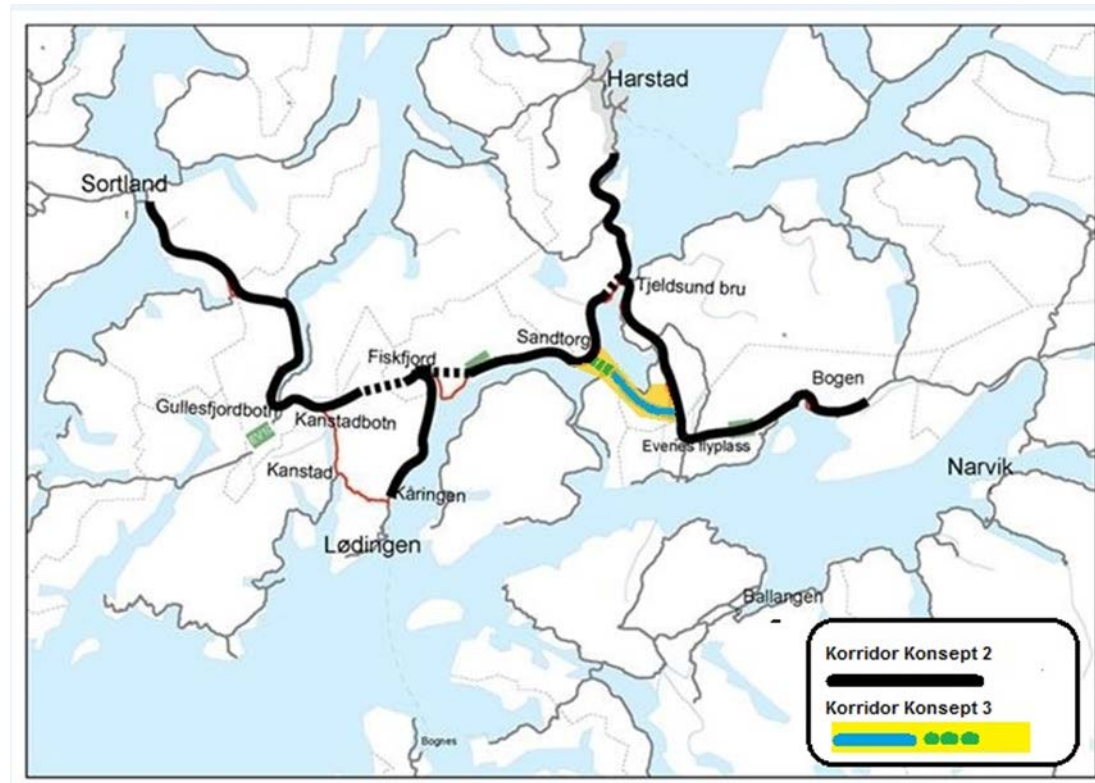 Harstad
Sortland
Tjeldsund bru
Sandtorg
Fiskfjord
Bogen
Gullesfjordbotn
Kanstadbotn
Evenes flyplass
Kanstad
Narvik
Kåringen
Lødingen
Ballangen
Korridor Konsept 2
Korridor Konsept 3
Bognes